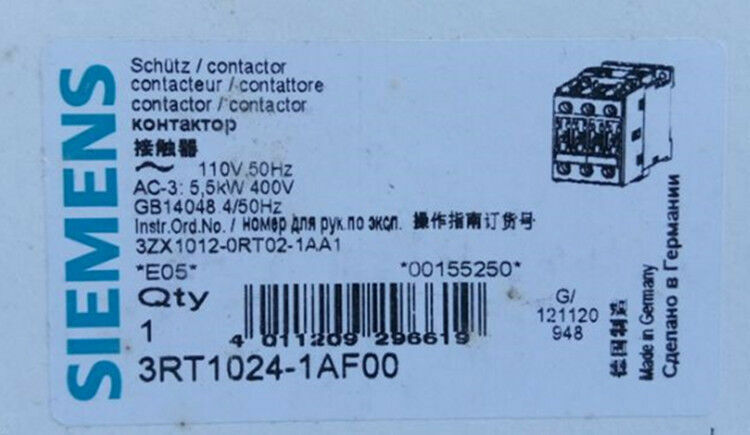 SIEMENS
Schütz / contactor
contacteur / contattore
contactor / contactor
контактор
接触器
110V,50Hz
AC-3: 5,5kW 400V
GB14048.4/50Hz
Instr.Ord.No. / номер для рук.по эксп. 操作指南订货号
3ZX1012-0RT02-1AA1
*E05* *00155250*
Qty
1
4 011209 296619
3RT1024-1AF00
G/
121120
948
德国制造
Made in Germany
Сделано в Германии